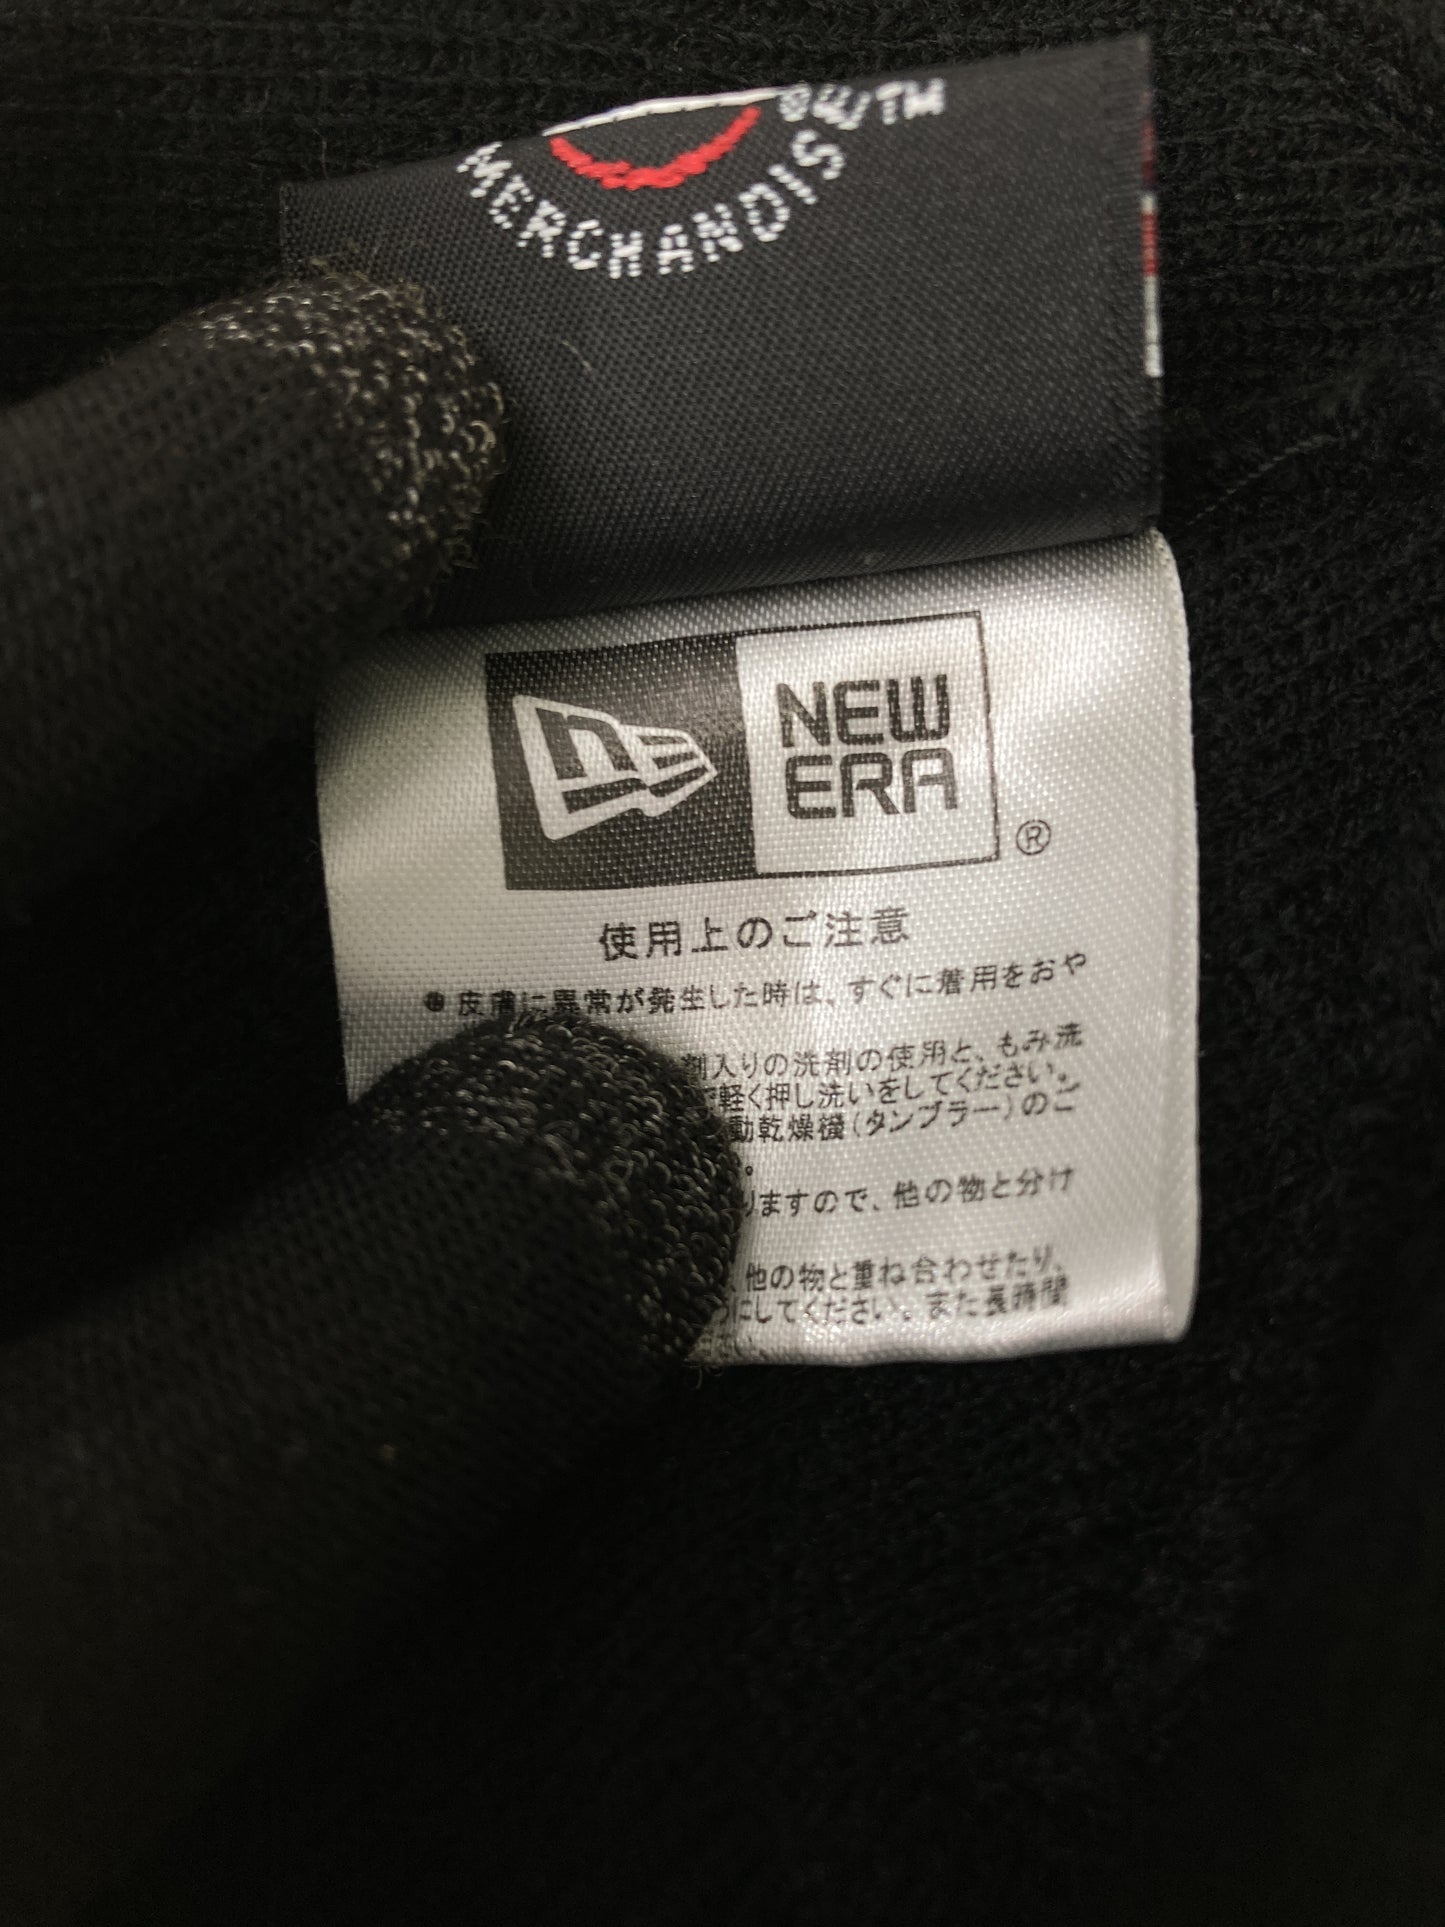 MERCHANDISE™
NEW
ERA
®
使用上のご注意
●皮膚に異常が発生した時は、すぐに着用をおや
剤入りの洗剤の使用と、もみ洗
で軽く押し洗いをしてください。
動乾燥機(タンブラー)のご
。
りますので、他の物と分け
他の物と重ね合わせたり、
うにしてください。また長時間